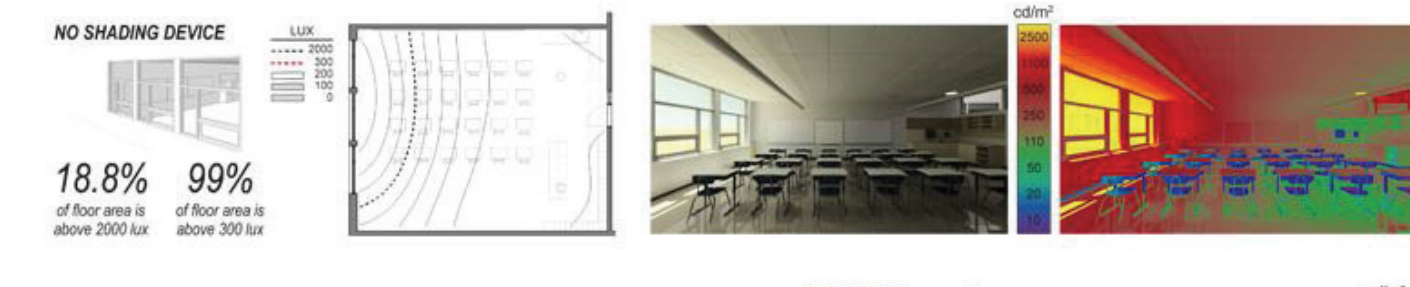 NO SHADING DEVICE
LUX
2000
300
200
100
0
18.8%
of floor area is
above 2000 lux
99%
of floor area is
above 300 lux
cd/m²
2500
1100
500
250
110
50
20
10